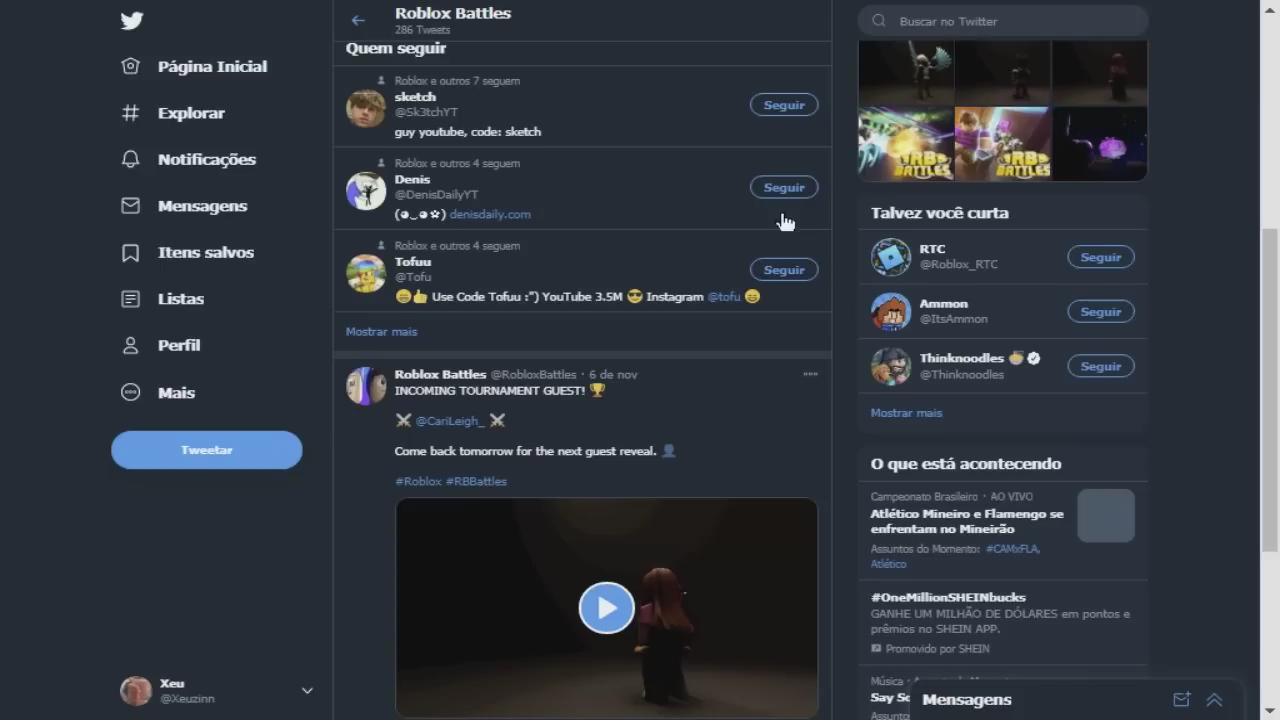 Página Inicial
Explorar
Notificações
Mensagens
Itens salvos
Listas
Perfil
Mais
Tweetar
Xeu
@Xeuzinn
Roblox Battles
286 Tweets
Quem seguir
Roblox e outros 7 seguem
sketch
@Sk3tchYT
Seguir
guy youtube, code: sketch
Roblox e outros 4 seguem
Denis
@DenisDailyYT
Seguir
(◕‿◕✿) denisdaily.com
Roblox e outros 4 seguem
Tofuu
@Tofu
Seguir
😁👍 Use Code Tofuu :") YouTube 3.5M 😎 Instagram @tofu 😄
Mostrar mais
Roblox Battles @RobloxBattles · 6 de nov
INCOMING TOURNAMENT GUEST! 🏆
⚔ @CariLeigh_ ⚔
Come back tomorrow for the next guest reveal. 👤
#Roblox #RBBattles
Buscar no Twitter
RB BATTLES
RB BATTLES
Talvez você curta
RTC
@Roblox_RTC
Seguir
Ammon
@ItsAmmon
Seguir
Thinknoodles 🍜
@Thinknoodles
Seguir
Mostrar mais
O que está acontecendo
Campeonato Brasileiro · AO VIVO
Atlético Mineiro e Flamengo se
enfrentam no Mineirão
Assuntos do Momento: #CAMxFLA,
Atlético
#OneMillionSHEINbucks
GANHE UM MILHÃO DE DÓLARES em pontos e
prêmios no SHEIN APP.
Promovido por SHEIN
Música ·
Say
Mensagens